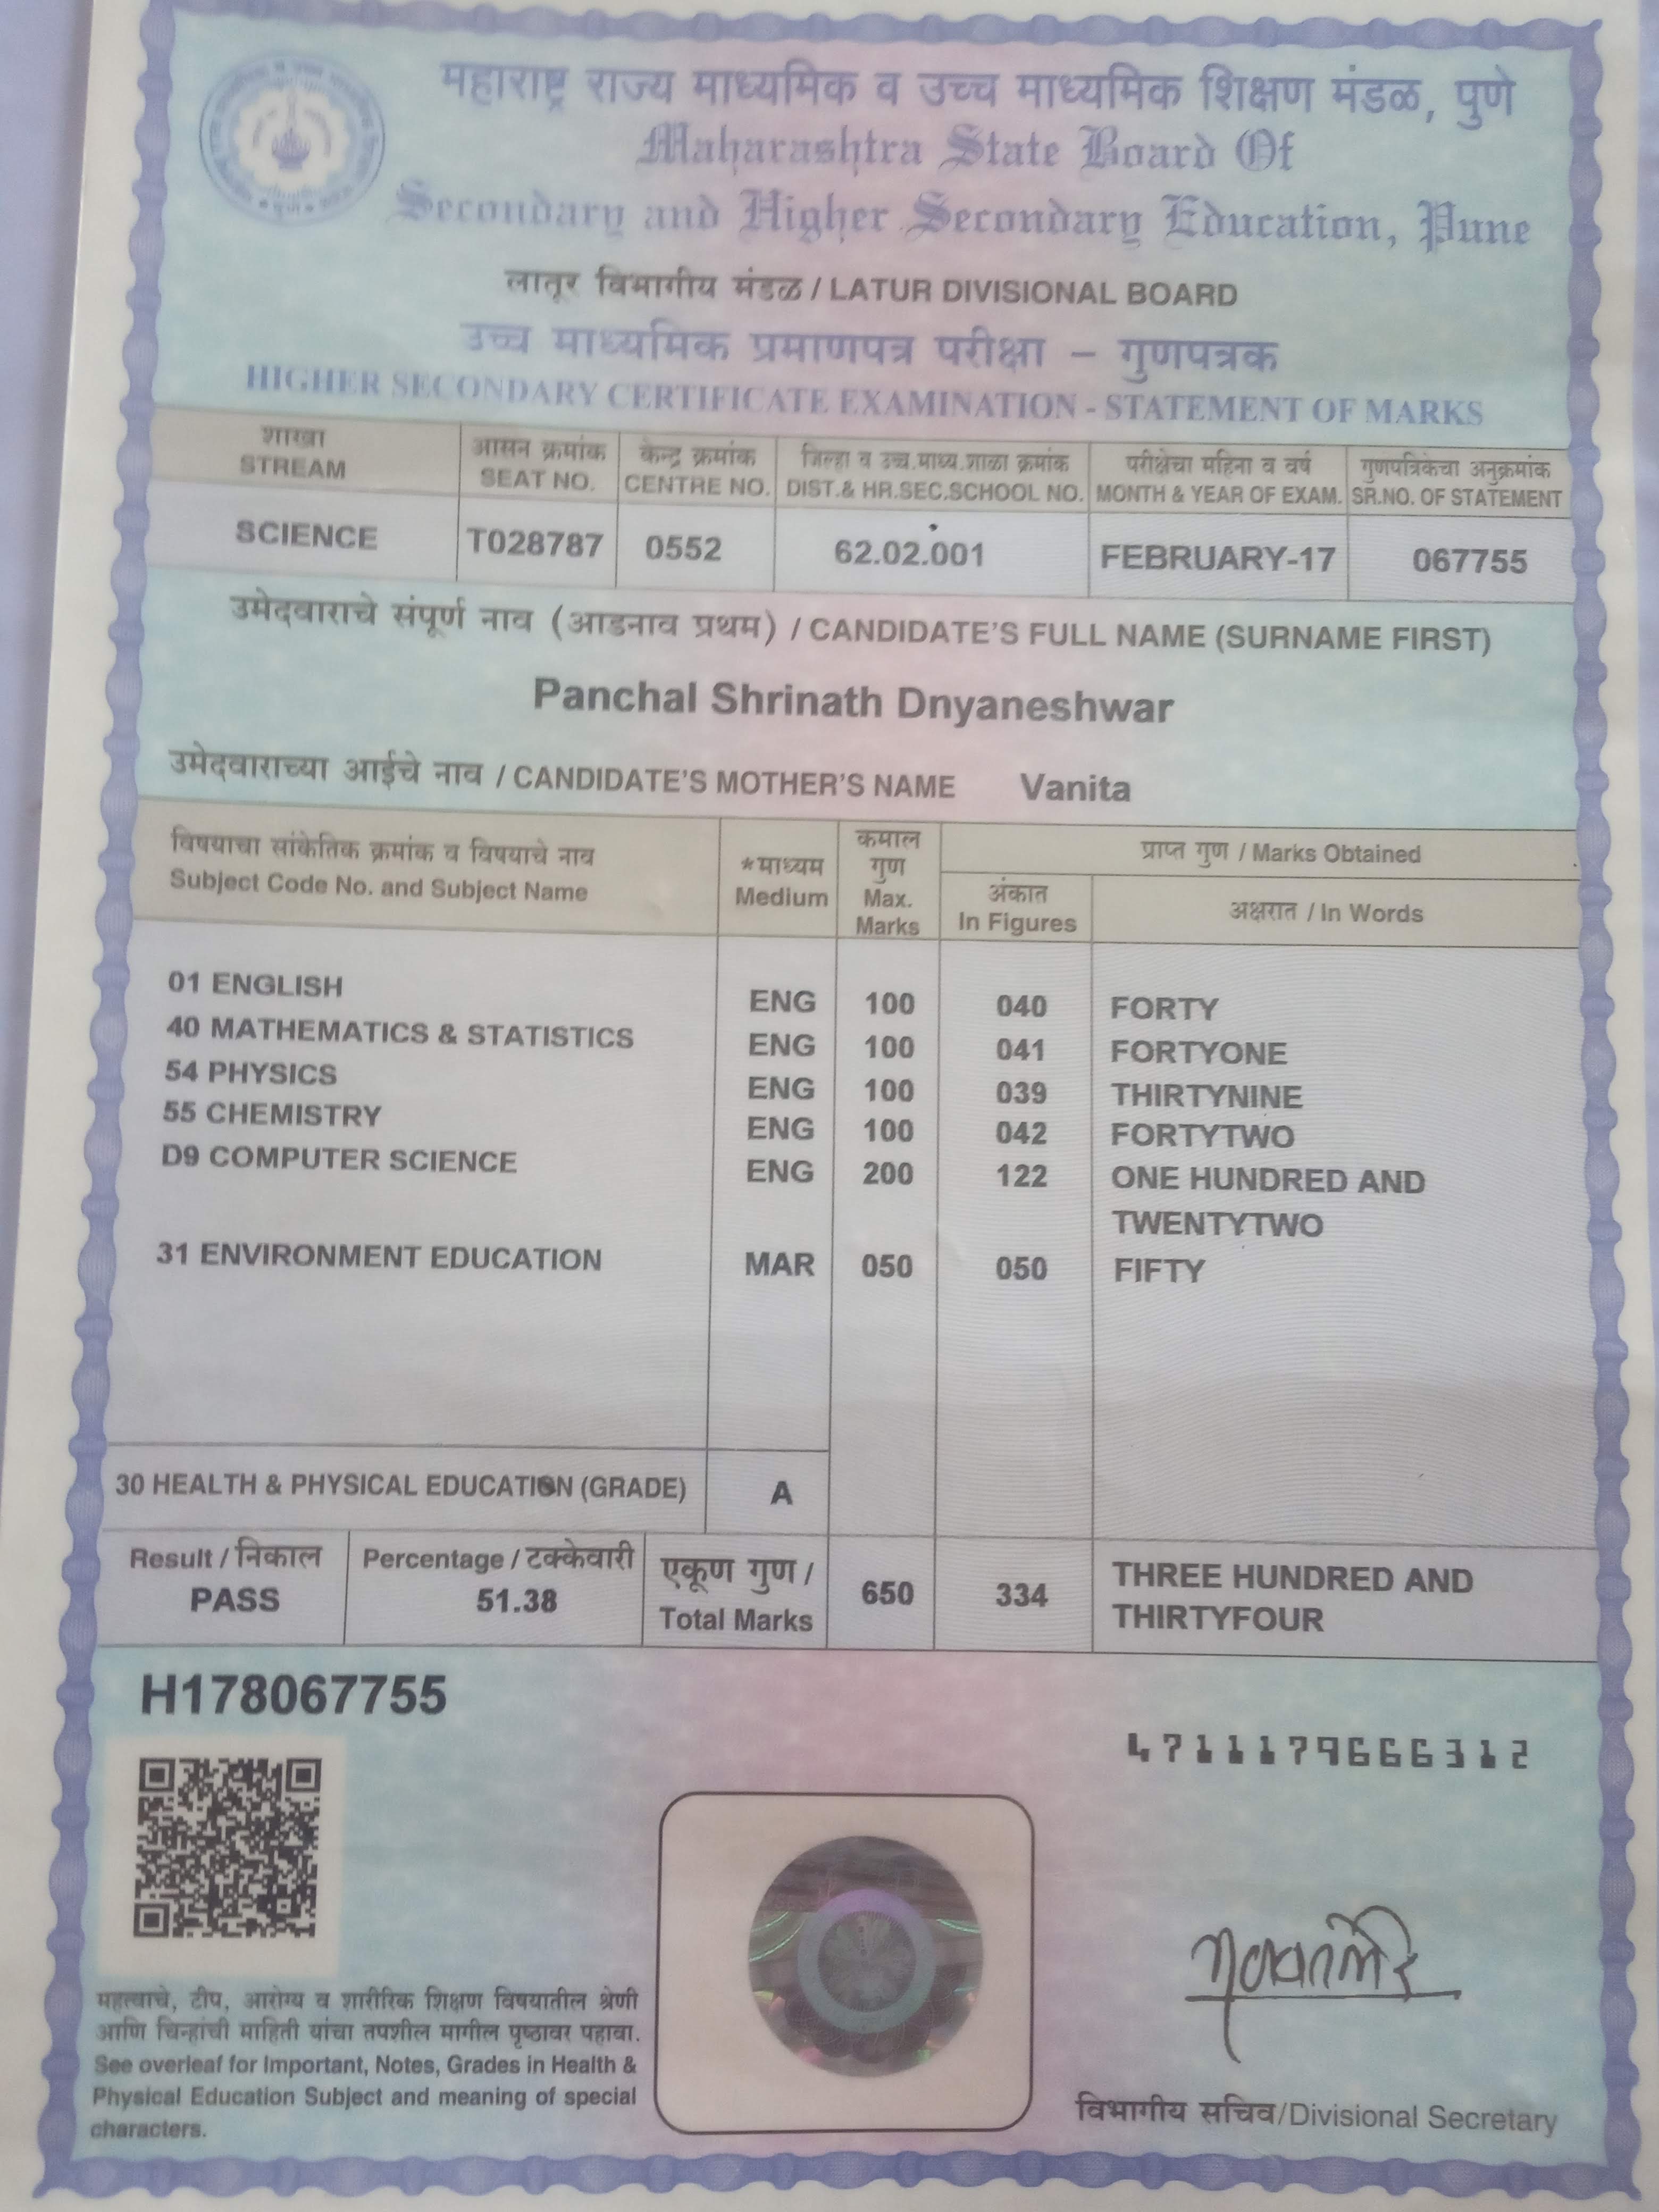 महाराष्ट्र राज्य माध्यमिक व उच्च माध्यमिक शिक्षण मंडळ, पुणे
Maharashtra State Board Of
Secondary and Higher Secondary Education, Pune
लातूर विभागीय मंडळ / LATUR DIVISIONAL BOARD
उच्च माध्यमिक प्रमाणपत्र परीक्षा – गुणपत्रक
HIGHER SECONDARY CERTIFICATE EXAMINATION - STATEMENT OF MARKS
शाखा आसन क्रमांक केन्द्र क्रमांक जिल्हा व उच्च.माध्य.शाळा क्रमांक परीक्षेचा महिना व वर्ष गुणपत्रिकेचा अनुक्रमांक
STREAM SEAT NO. CENTRE NO. DIST.& HR.SEC.SCHOOL NO. MONTH & YEAR OF EXAM. SR.NO. OF STATEMENT
SCIENCE T028787 0552 62.02.001 FEBRUARY-17 067755
उमेदवाराचे संपूर्ण नाव (आडनाव प्रथम) / CANDIDATE'S FULL NAME (SURNAME FIRST)
Panchal Shrinath Dnyaneshwar
उमेदवाराच्या आईचे नाव / CANDIDATE'S MOTHER'S NAME Vanita
विषयाचा सांकेतिक क्रमांक व विषयाचे नाव
Subject Code No. and Subject Name
*माध्यम
Medium
कमाल
गुण
Max.
Marks
प्राप्त गुण / Marks Obtained
अंकात
In Figures
अक्षरात / In Words
01 ENGLISH ENG 100 040 FORTY
40 MATHEMATICS & STATISTICS ENG 100 041 FORTYONE
54 PHYSICS ENG 100 039 THIRTYNINE
55 CHEMISTRY ENG 100 042 FORTYTWO
D9 COMPUTER SCIENCE ENG 200 122 ONE HUNDRED AND
TWENTYTWO
31 ENVIRONMENT EDUCATION MAR 050 050 FIFTY
30 HEALTH & PHYSICAL EDUCATION (GRADE) A
Result / निकाल
PASS
Percentage / टक्केवारी
51.38
एकूण गुण /
Total Marks
650
334
THREE HUNDRED AND
THIRTYFOUR
H178067755
4711179666312
महत्वाचे, टीप, आरोग्य व शारीरिक शिक्षण विषयातील श्रेणी
आणि चिन्हांची माहिती यांचा तपशील मागील पृष्ठावर पहावा.
See overleaf for Important, Notes, Grades in Health &
Physical Education Subject and meaning of special
characters.
विभागीय सचिव/Divisional Secretary